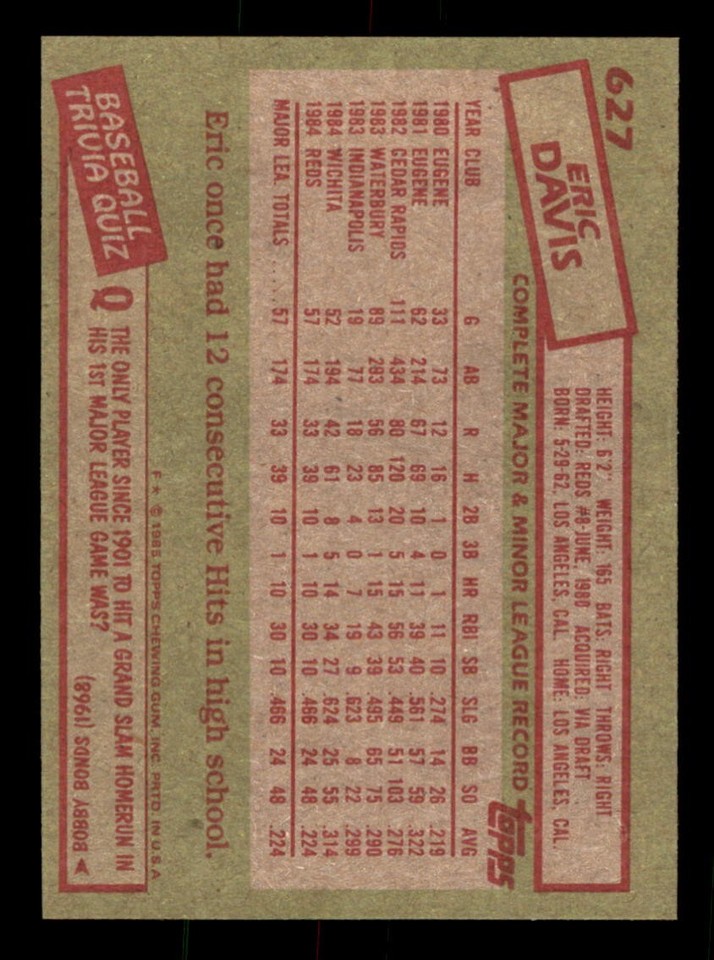 627
ERIC
DAVIS
HEIGHT: 6'2" WEIGHT: 165 BATS: RIGHT THROWS: RIGHT
DRAFTED: REDS #8-JUNE, 1980 ACQUIRED: VIA DRAFT
BORN: 5-29-62, LOS ANGELES, CAL. HOME: LOS ANGELES, CAL.
COMPLETE MAJOR & MINOR LEAGUE RECORD topps
YEAR CLUB G AB R H 2B 3B HR RBI SB SLG BB SO AVG
1980 EUGENE 33 73 12 16 1 0 1 11 10 .274 14 26 .219
1981 EUGENE 62 214 67 69 10 4 11 39 40 .561 57 59 .322
1982 CEDAR RAPIDS 111 434 80 120 20 5 15 56 53 .449 51 103 .276
1983 WATERBURY 89 283 56 85 13 1 15 43 39 .495 65 75 .290
1983 INDIANAPOLIS 19 77 18 23 4 0 7 19 9 .623 8 22 .299
1984 WICHITA 52 194 42 61 8 5 14 34 27 .624 25 55 .314
1984 REDS 57 174 33 39 10 1 10 30 10 .466 24 48 .224
MAJOR LEA. TOTALS ..... 57 174 33 39 10 1 10 30 10 .466 24 48 .224
Eric once had 12 consecutive Hits in high school.
F★ © 1985 TOPPS CHEWING GUM, INC. PRTD. IN U.S.A.
BASEBALL
TRIVIA QUIZ
Q THE ONLY PLAYER SINCE 1901 TO HIT A GRAND SLAM HOMERUN IN
HIS 1ST MAJOR LEAGUE GAME WAS?
A BOBBY BONDS (1968)